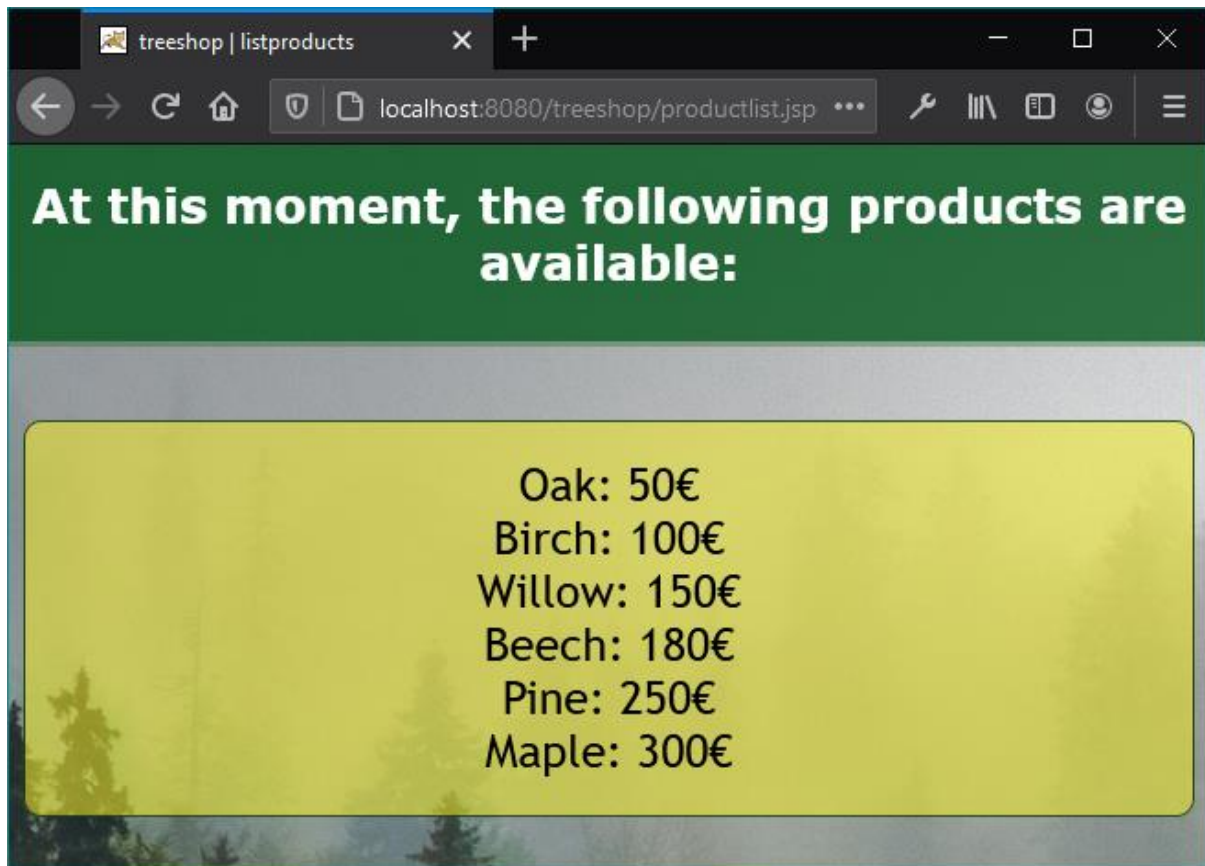 treeshop | listproducts
localhost:8080/treeshop/productlist.jsp
At this moment, the following products are
available:
Oak: 50€
Birch: 100€
Willow: 150€
Beech: 180€
Pine: 250€
Maple: 300€